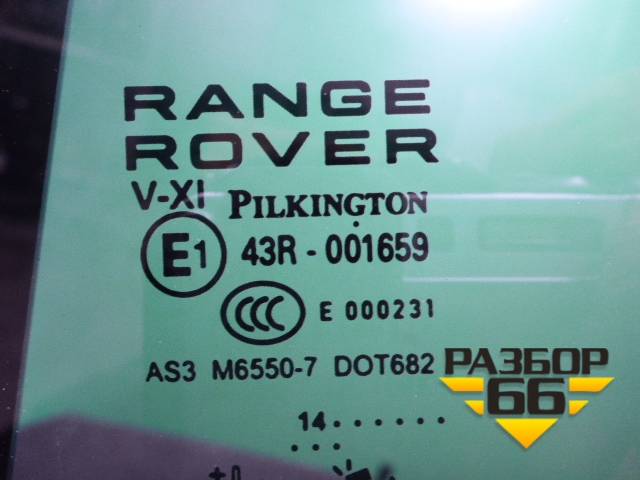 RANGE
ROVER
V-XI PILKINGTON
E1 43R - 001659
CCC E 000231
AS3 M6550-7 DOT682
РАЗБОР
66
14.......
...